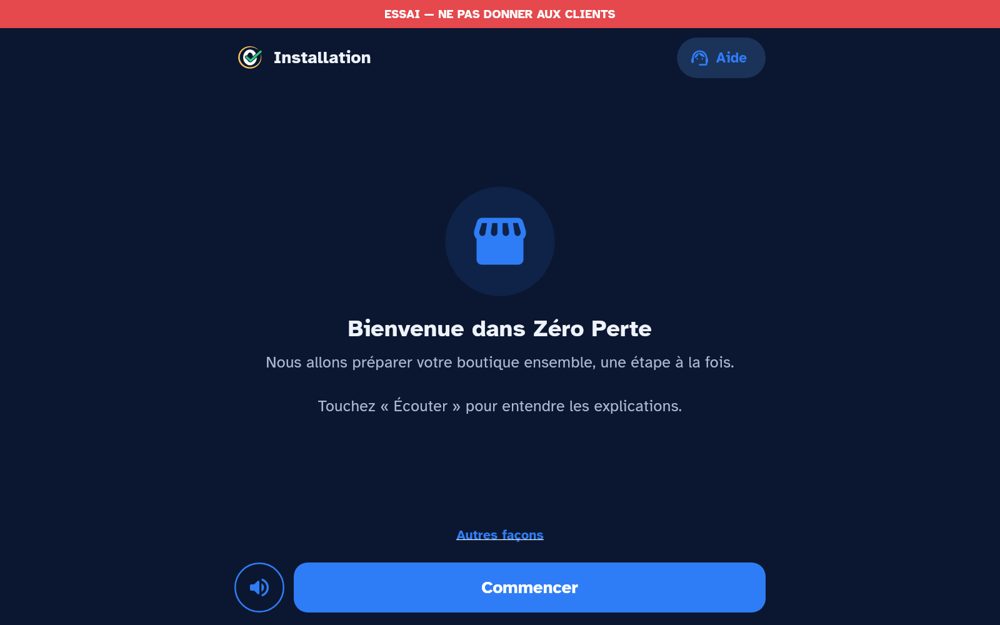 ESSAI — NE PAS DONNER AUX CLIENTS
Installation
Aide
Bienvenue dans Zéro Perte
Nous allons préparer votre boutique ensemble, une étape à la fois.
Touchez « Écouter » pour entendre les explications.
Autres façons
Commencer